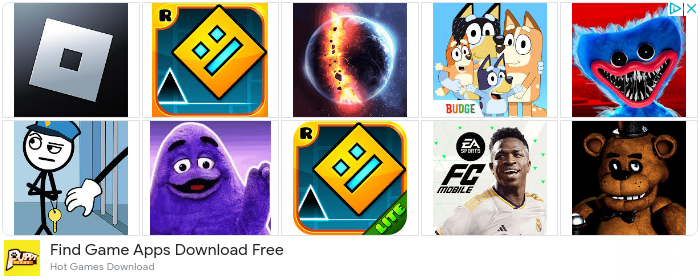 R
BUDGE
R
LITE
EA
SPORTS
FC
MOBILE
PUPPY
Find Game Apps Download Free
Hot Games Download